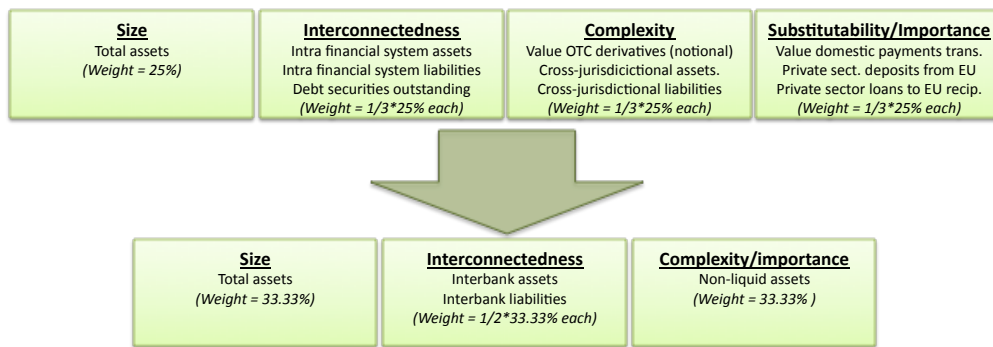 Size
Total assets
(Weight = 25%)
Interconnectedness
Intra financial system assets
Intra financial system liabilities
Debt securities outstanding
(Weight = 1/3*25% each)
Complexity
Value OTC derivatives (notional)
Cross-jurisdicictional assets.
Cross-jurisdictional liabilities
(Weight = 1/3*25% each)
Substitutability/Importance
Value domestic payments trans.
Private sect. deposits from EU
Private sector loans to EU recip.
(Weight = 1/3*25% each)
Size
Total assets
(Weight = 33.33%)
Interconnectedness
Interbank assets
Interbank liabilities
(Weight = 1/2*33.33% each)
Complexity/importance
Non-liquid assets
(Weight = 33.33% )